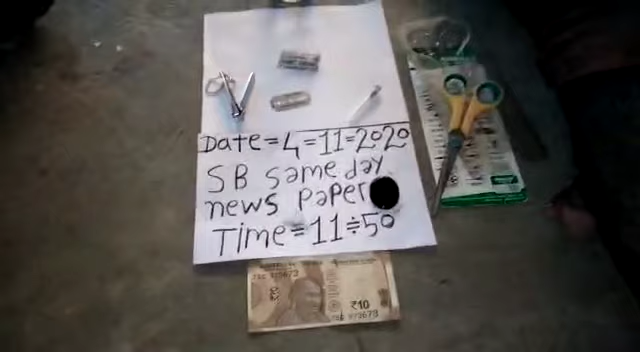 Date=4=11=2020
SB same day
news paper
Time=11÷50
₹10